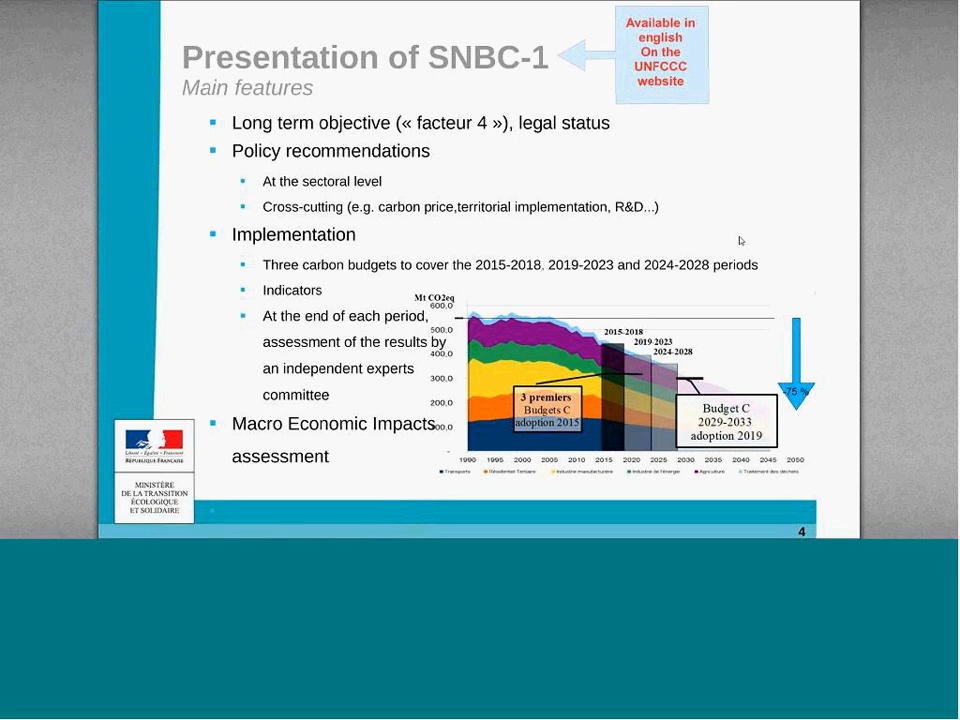 Presentation of SNBC-1
Available in
english
On the
UNFCCC
website
Main features
Long term objective (« facteur 4 »), legal status
Policy recommendations
At the sectoral level
Cross-cutting (e.g. carbon price,territorial implementation, R&D...)
Implementation
Three carbon budgets to cover the 2015-2018, 2019-2023 and 2024-2028 periods
Indicators
At the end of each period,
assessment of the results by
an independent experts
committee
Macro Economic Impacts
assessment
Mt CO2eq
600,0
500,0
400,0
300,0
200,0
00,0
-
2015-2018
2019-2023
2024-2028
-75 %
3 premiers
Budgets C
adoption 2015
Budget C
2029-2033
adoption 2019
1990 1995 2000 2005 2010 2015 2020 2025 2030 2035 2040 2045 2050
Transports Résidentiel Tertiaire Industrie manufacturière Industrie de l'énergie Agriculture Traitement des déchets
Liberté • Égalité • Fraternité
RÉPUBLIQUE FRANÇAISE
MINISTÈRE
DE LA TRANSITION
ÉCOLOGIQUE
ET SOLIDAIRE
4